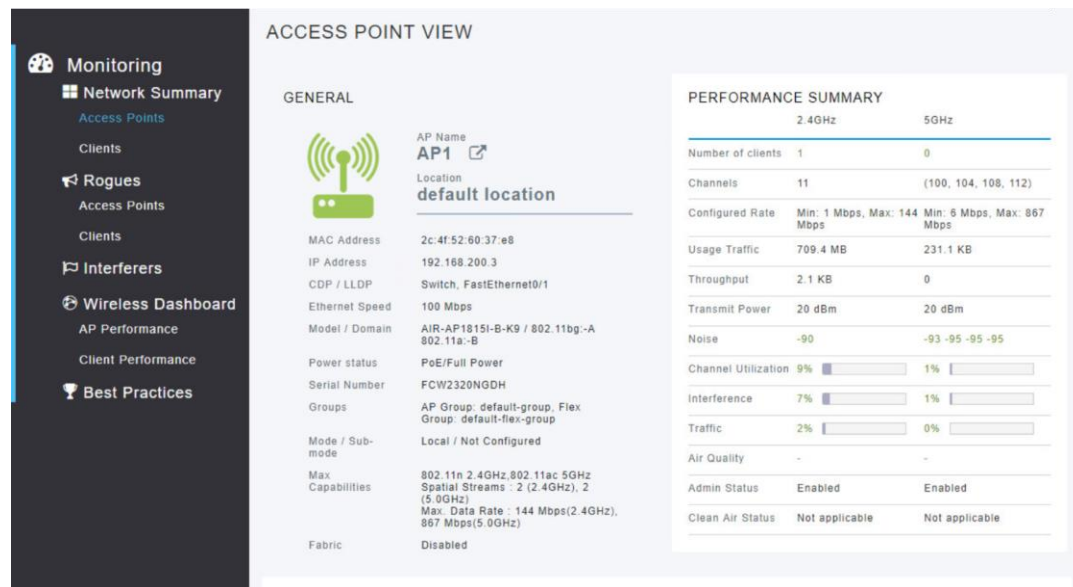 ACCESS POINT VIEW
Monitoring
Network Summary
Access Points
Clients
Rogues
Access Points
Clients
Interferers
Wireless Dashboard
AP Performance
Client Performance
Best Practices
GENERAL
AP Name
AP1
Location
default location
MAC Address 2c:4f:52:60:37:e8
IP Address 192.168.200.3
CDP / LLDP Switch, FastEthernet0/1
Ethernet Speed 100 Mbps
Model / Domain AIR-AP1815I-B-K9 / 802.11bg:-A
802.11a:-B
Power status PoE/Full Power
Serial Number FCW2320NGDH
Groups AP Group: default-group, Flex
Group: default-flex-group
Mode / Sub- Local / Not Configured
mode
Max 802.11n 2.4GHz,802.11ac 5GHz
Capabilities Spatial Streams : 2 (2.4GHz), 2
(5.0GHz)
Max. Data Rate : 144 Mbps(2.4GHz),
867 Mbps(5.0GHz)
Fabric Disabled
PERFORMANCE SUMMARY
2.4GHz 5GHz
Number of clients 1 0
Channels 11 (100, 104, 108, 112)
Configured Rate Min: 1 Mbps, Max: 144 Min: 6 Mbps, Max: 867
Mbps Mbps
Usage Traffic 709.4 MB 231.1 KB
Throughput 2.1 KB 0
Transmit Power 20 dBm 20 dBm
Noise -90 -93 -95 -95 -95
Channel Utilization 9% 1%
Interference 7% 1%
Traffic 2% 0%
Air Quality - -
Admin Status Enabled Enabled
Clean Air Status Not applicable Not applicable